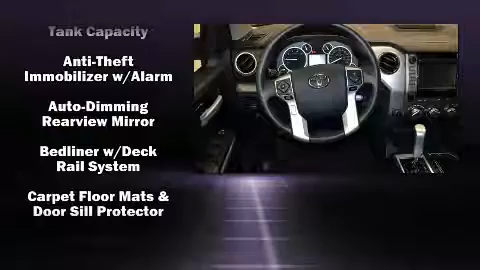 Tank Capacity
Anti-Theft
Immobilizer w/Alarm
Auto-Dimming
Rearview Mirror
Bedliner w/Deck
Rail System
Carpet Floor Mats &
Door Sill Protector